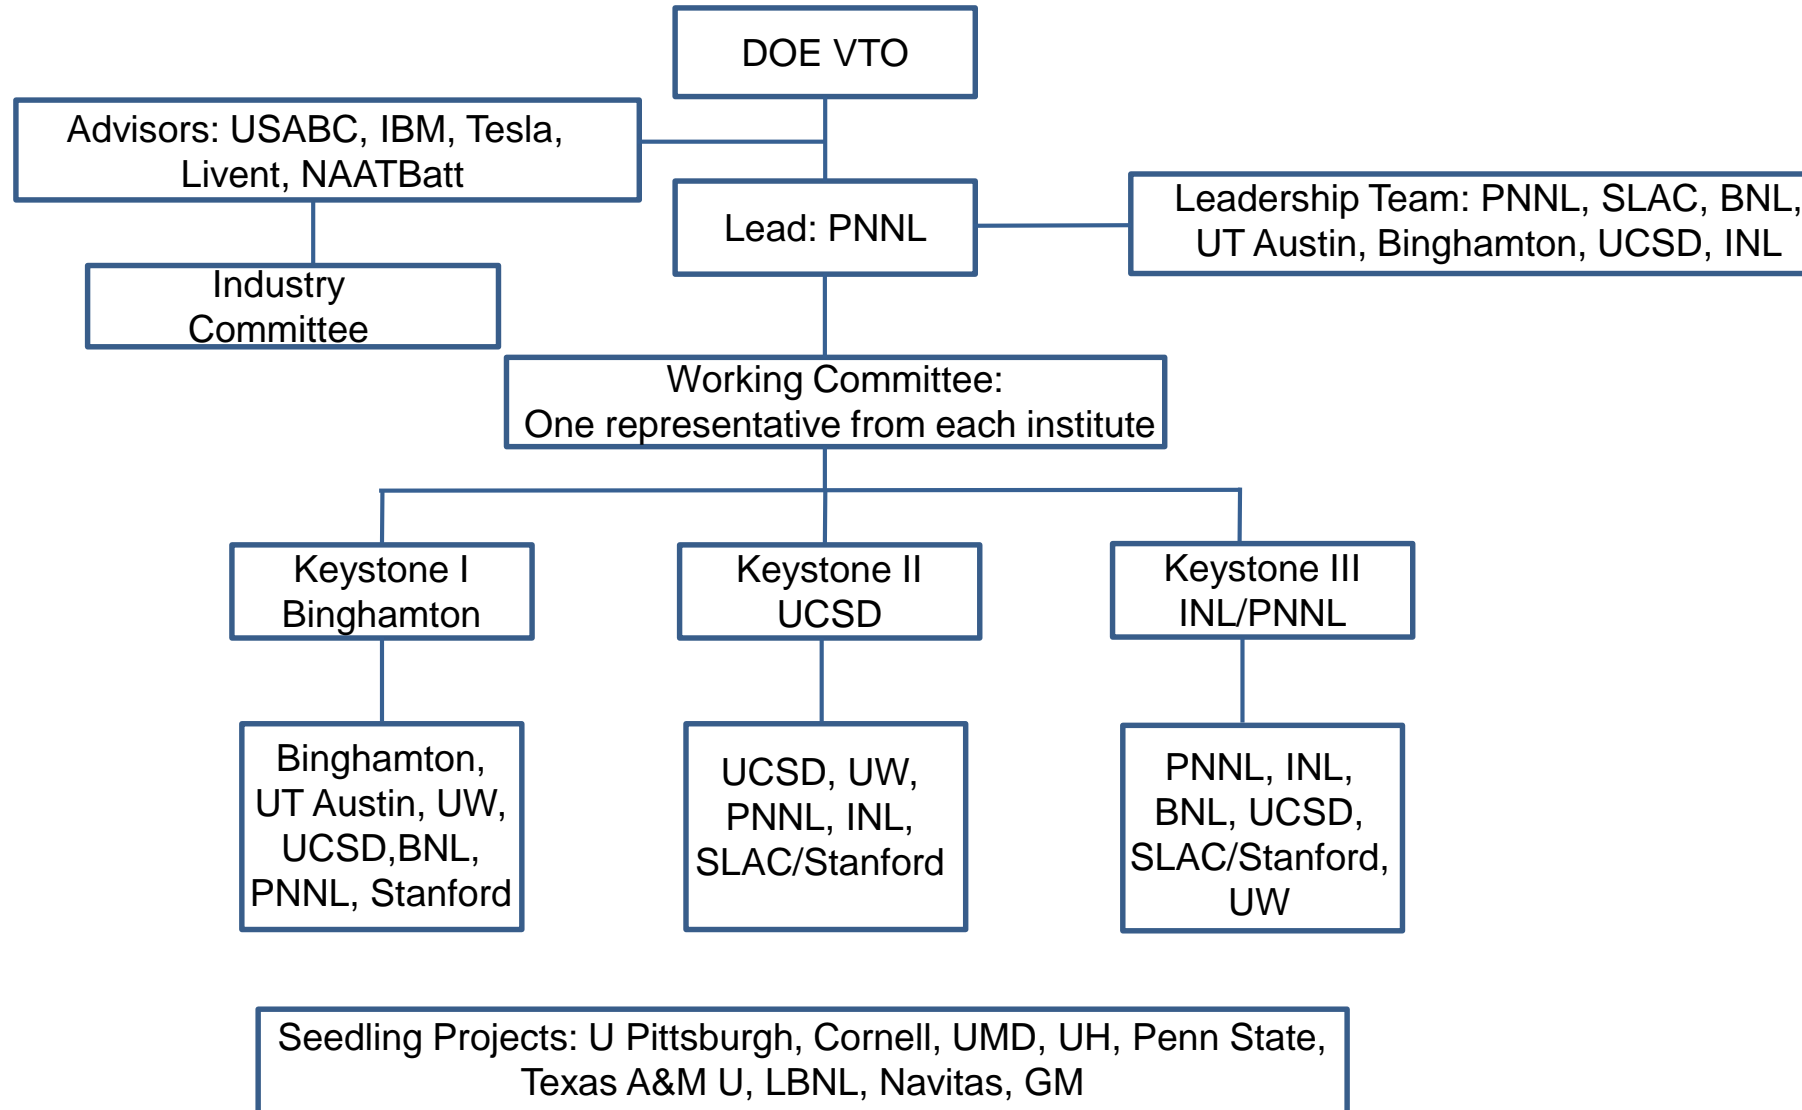 DOE VTO
Advisors: USABC, IBM, Tesla,
Livent, NAATBatt
Lead: PNNL
Leadership Team: PNNL, SLAC, BNL,
UT Austin, Binghamton, UCSD, INL
Industry
Committee
Working Committee:
One representative from each institute
Keystone I
Binghamton
Keystone II
UCSD
Keystone III
INL/PNNL
Binghamton,
UT Austin, UW,
UCSD,BNL,
PNNL, Stanford
UCSD, UW,
PNNL, INL,
SLAC/Stanford
PNNL, INL,
BNL, UCSD,
SLAC/Stanford,
UW
Seedling Projects: U Pittsburgh, Cornell, UMD, UH, Penn State,
Texas A&M U, LBNL, Navitas, GM